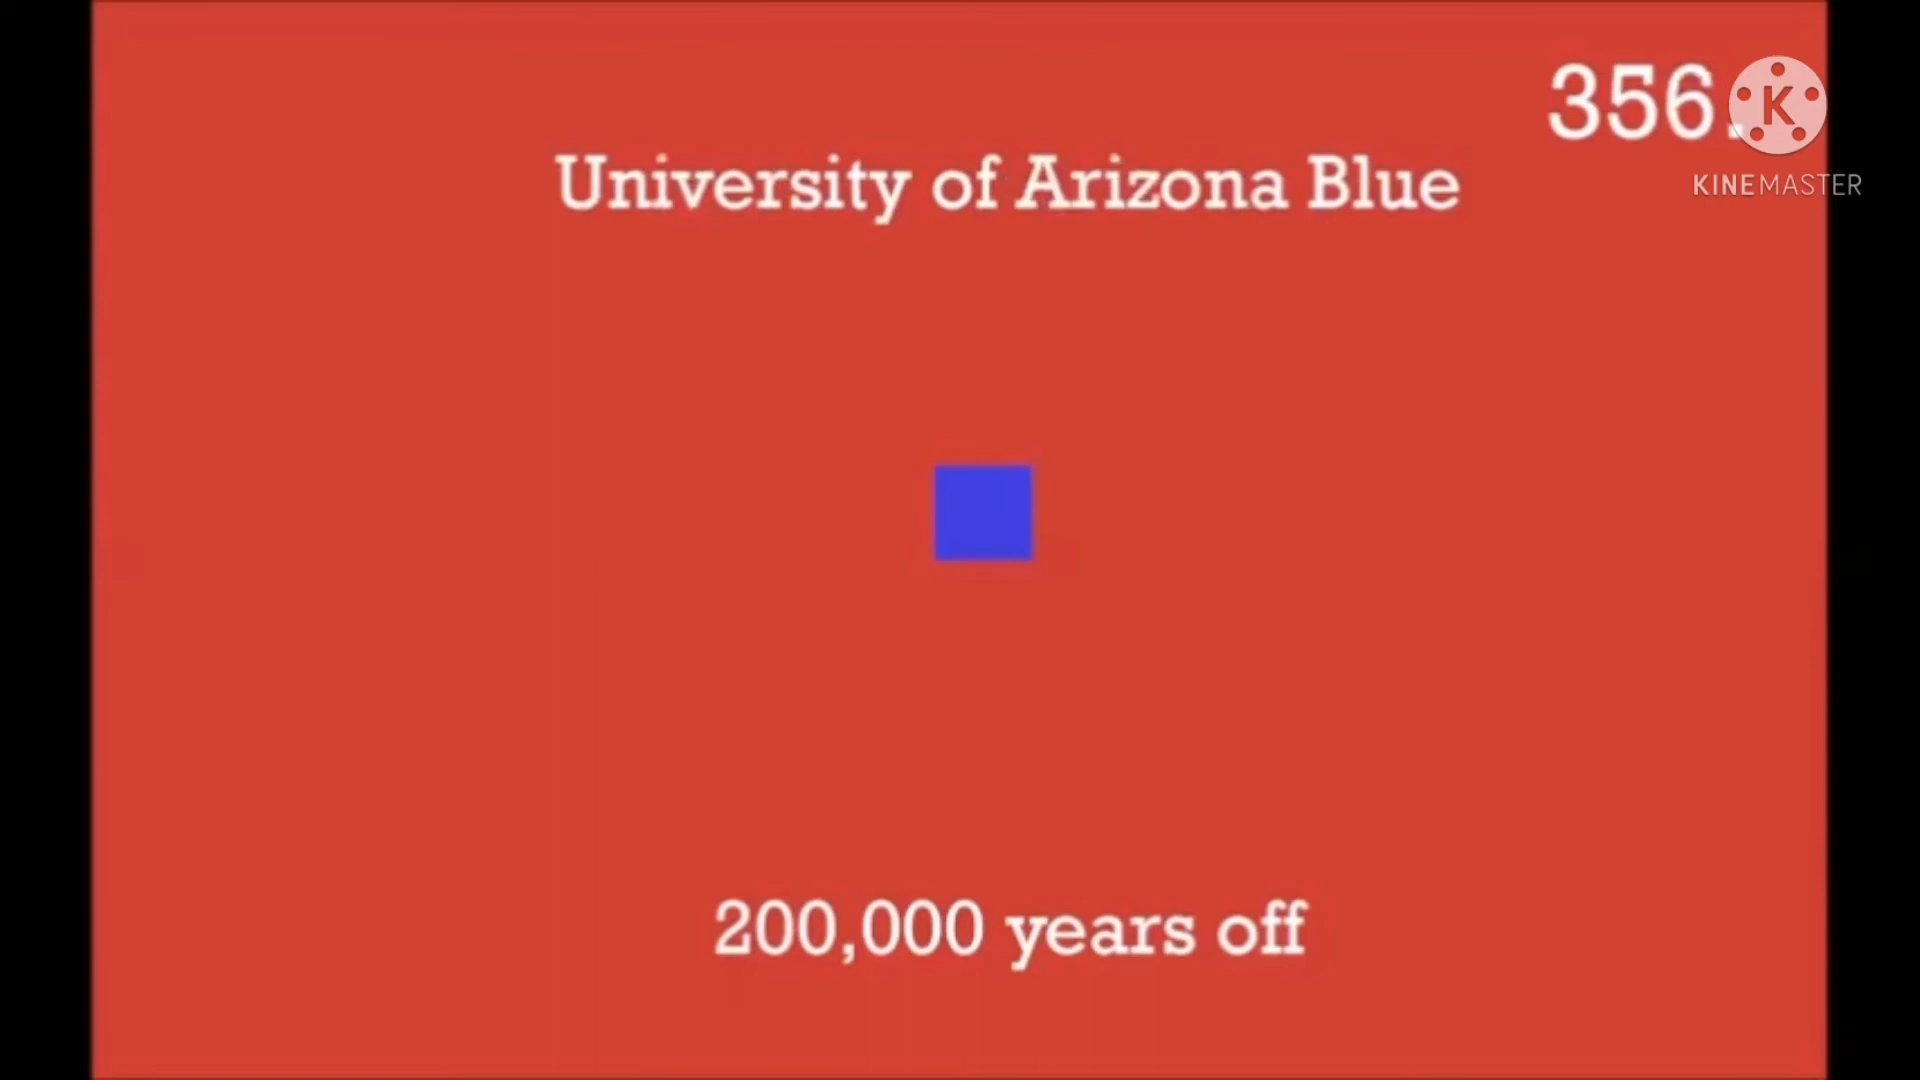 356.
K
KINEMASTER
University of Arizona Blue
200,000 years off